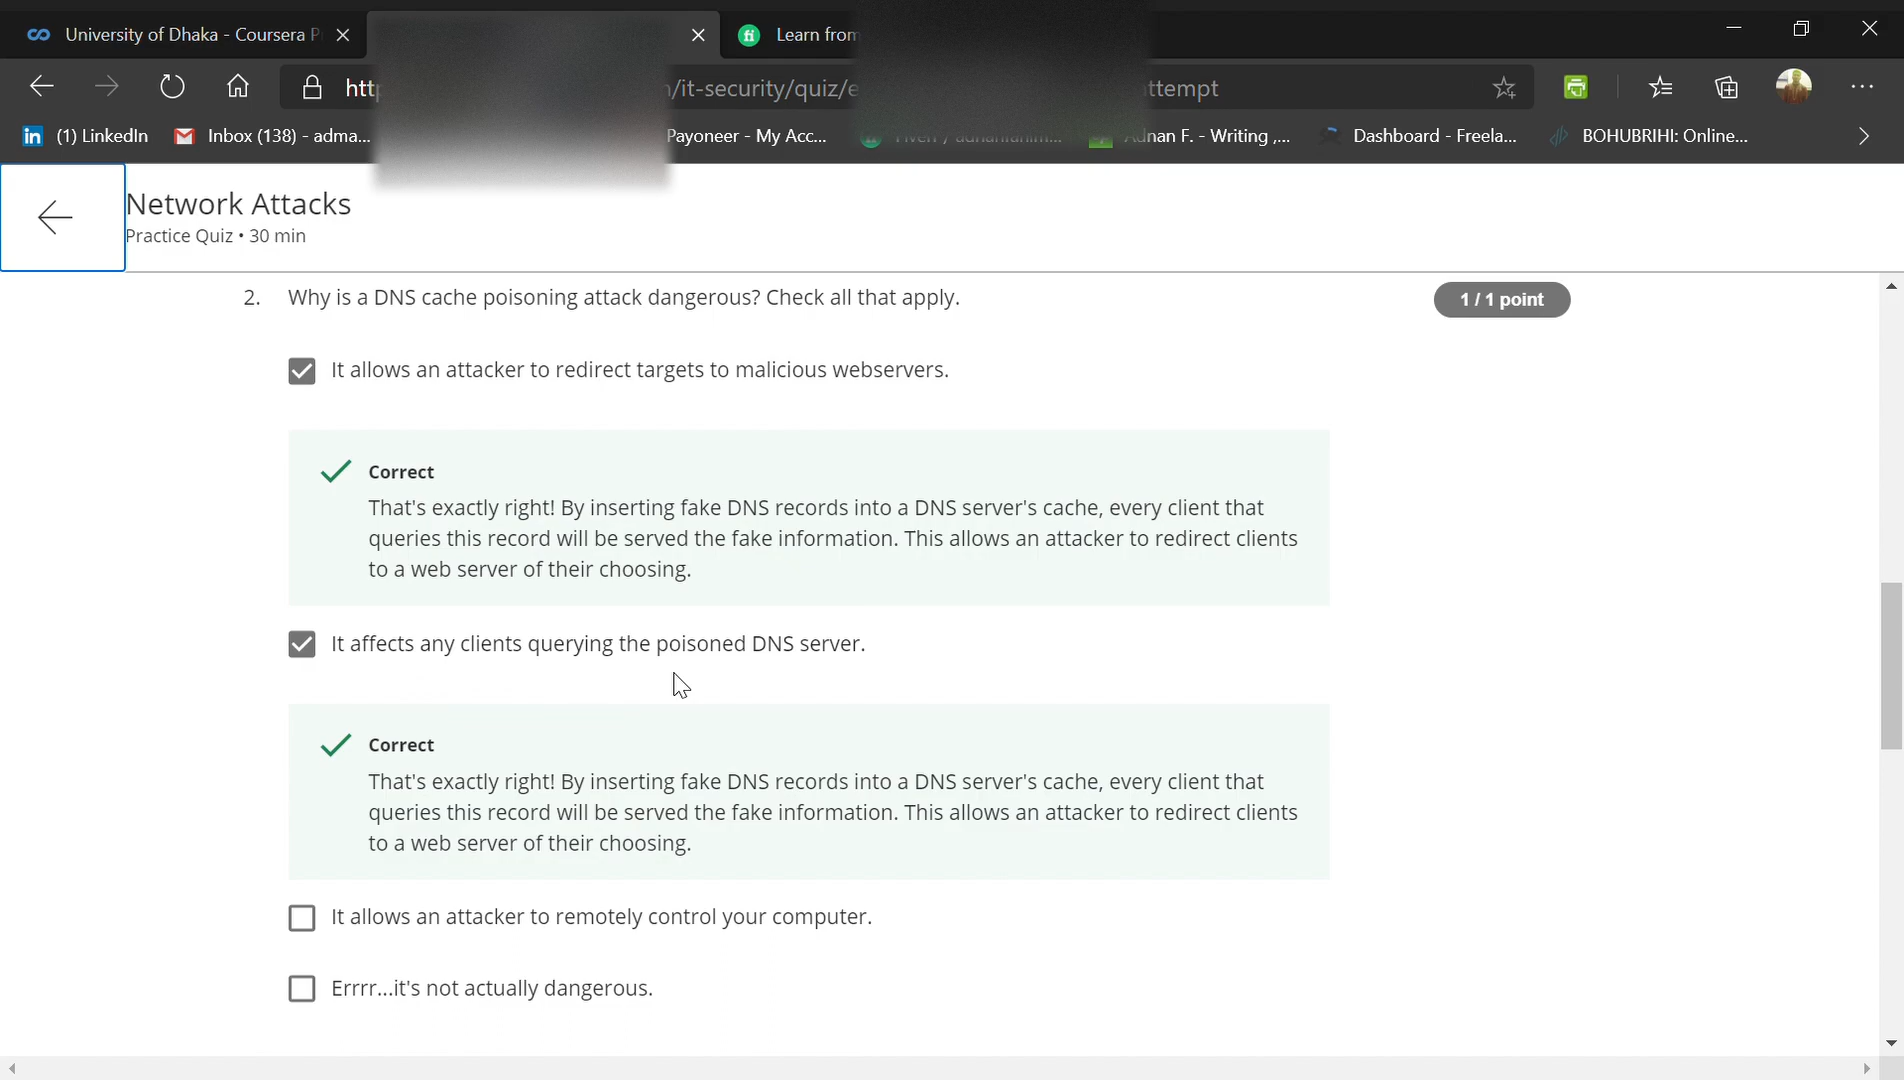 University of Dhaka - Coursera P
Learn from
htt
/it-security/quiz/e
ttempt
(1) LinkedIn
Inbox (138) - adma...
Payoneer - My Acc...
Adnan F. - Writing ,...
Dashboard - Freela...
BOHUBRIHI: Online...
Network Attacks
Practice Quiz • 30 min
2. Why is a DNS cache poisoning attack dangerous? Check all that apply.
1 / 1 point
It allows an attacker to redirect targets to malicious webservers.
Correct
That's exactly right! By inserting fake DNS records into a DNS server's cache, every client that
queries this record will be served the fake information. This allows an attacker to redirect clients
to a web server of their choosing.
It affects any clients querying the poisoned DNS server.
Correct
That's exactly right! By inserting fake DNS records into a DNS server's cache, every client that
queries this record will be served the fake information. This allows an attacker to redirect clients
to a web server of their choosing.
It allows an attacker to remotely control your computer.
Errrr...it's not actually dangerous.